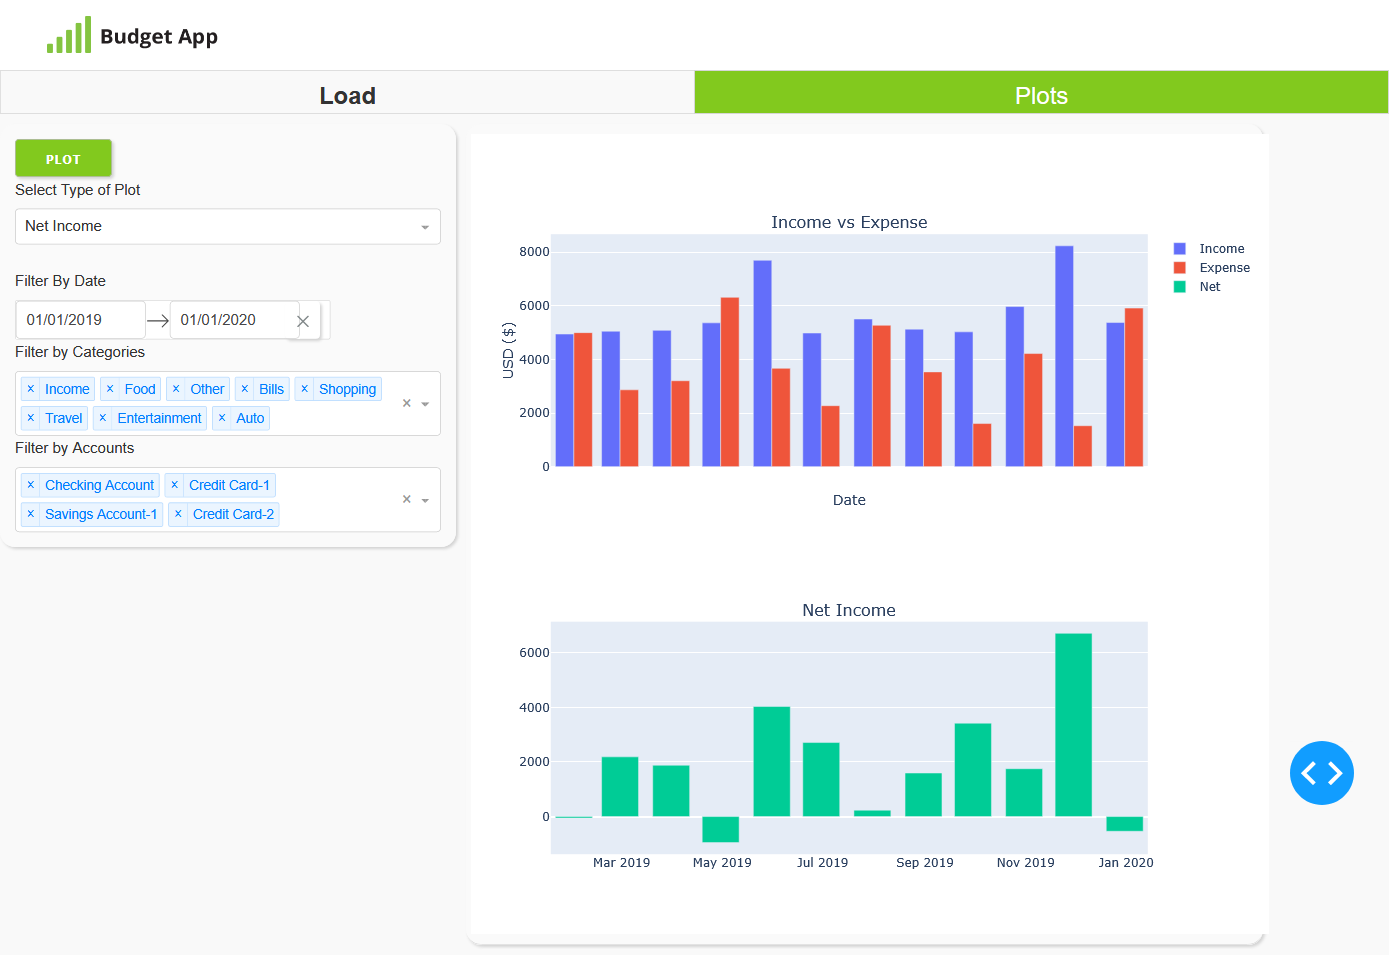 Budget App
Load
Plots
PLOT
Select Type of Plot
Net Income
Filter By Date
01/01/2019
01/01/2020
Filter by Categories
× Income × Food × Other × Bills × Shopping
× Travel × Entertainment × Auto
Filter by Accounts
× Checking Account × Credit Card-1
× Savings Account-1 × Credit Card-2
Income vs Expense
8000
6000
4000
2000
0
USD ($)
Date
Income
Expense
Net
Net Income
6000
4000
2000
0
Mar 2019 May 2019 Jul 2019 Sep 2019 Nov 2019 Jan 2020